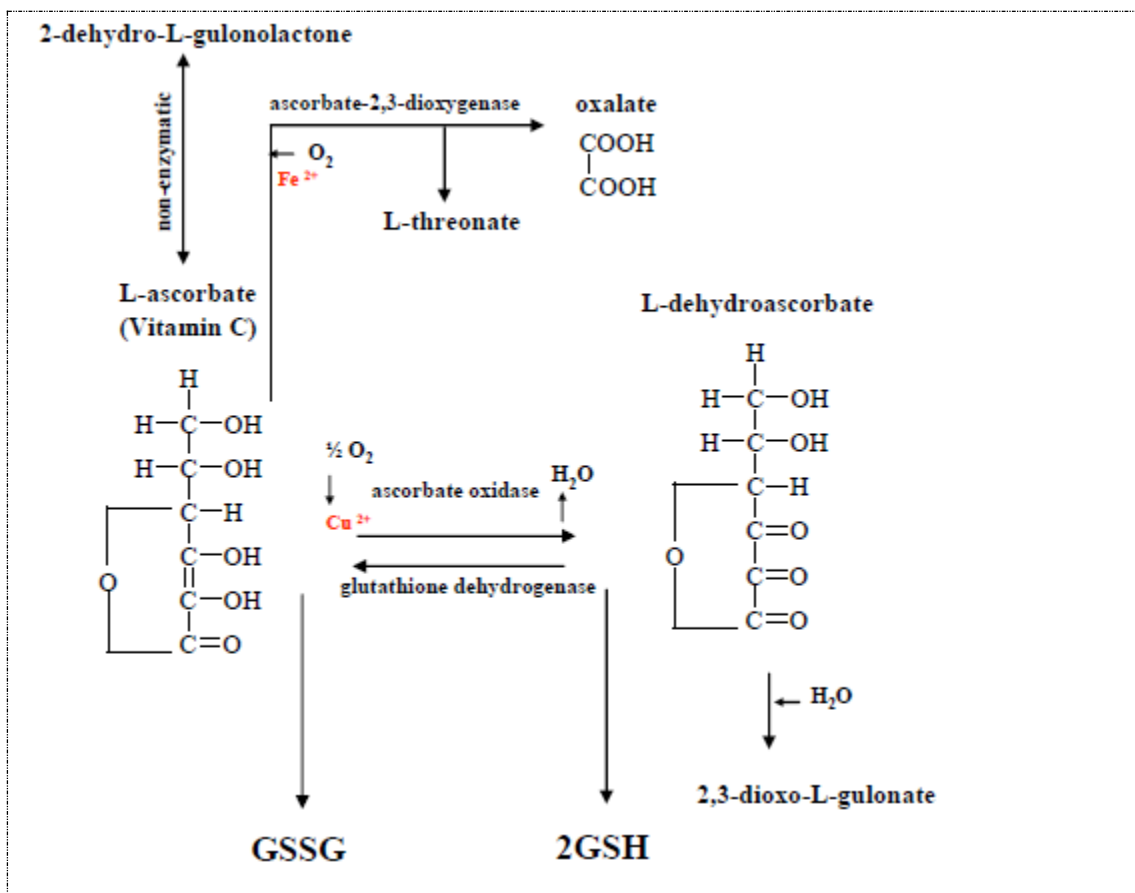 2-dehydro-L-gulonolactone
non-enzymatic
ascorbate-2,3-dioxygenase
oxalate
COOH
COOH
O₂
Fe ²⁺
L-threonate
L-ascorbate
(Vitamin C)
H
H—C—OH
H—C—OH
C—H
C—OH
O
C—OH
C=O
½ O₂
ascorbate oxidase
H₂O
Cu ²⁺
glutathione dehydrogenase
L-dehydroascorbate
H
H—C—OH
H—C—OH
C—H
C=O
O
C=O
C=O
H₂O
2,3-dioxo-L-gulonate
GSSG
2GSH